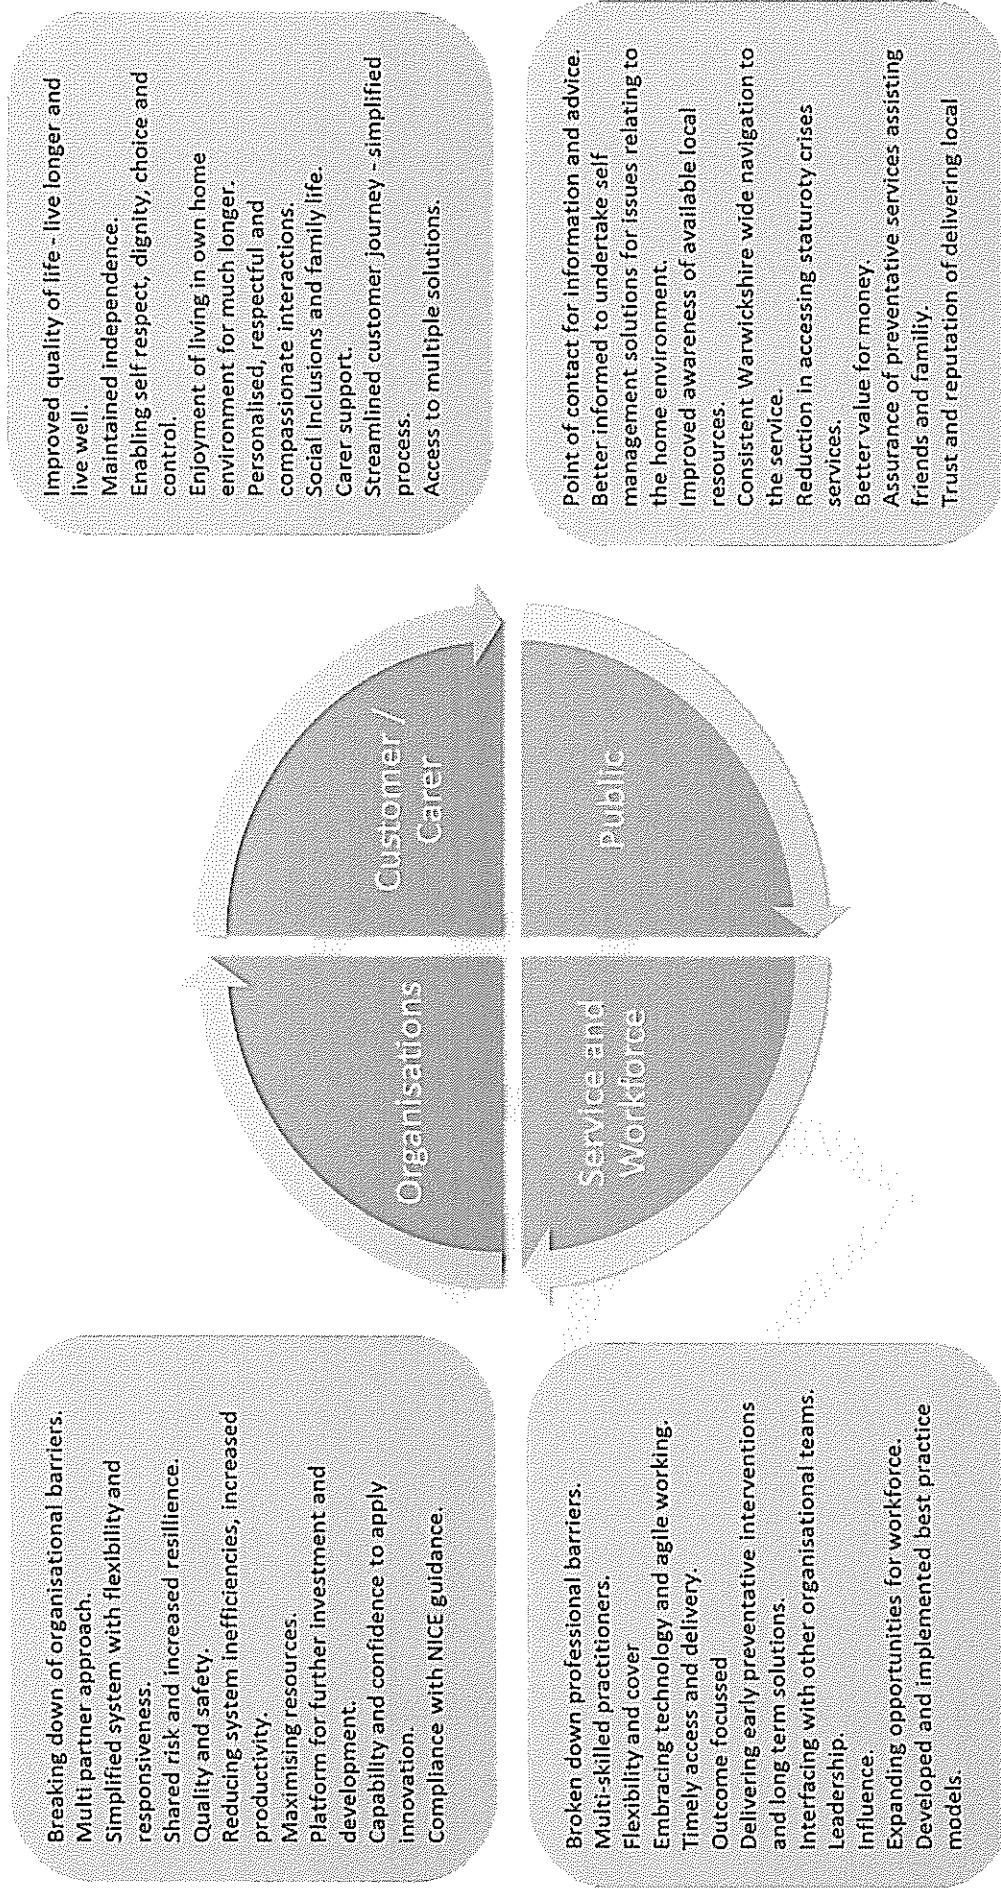 Breaking down of organisational barriers.
Multi partner approach.
Simplified system with flexibility and
responsiveness.
Shared risk and increased resillience.
Quality and safety.
Reducing system inefficiencies, increased
productivity.
Maximising resources.
Platform for further investment and
development.
Capability and confidence to apply
innovation.
Compliance with NICE guidance.
Organisations
Customer /
Carer
Improved quality of life - live longer and
live well.
Maintained independence.
Enabling self respect, dignity, choice and
control.
Enjoyment of living in own home
environment for much longer.
Personalised, respectful and
compassionate interactions.
Social Inclusions and family life.
Carer support.
Streamlined customer journey - simplified
process.
Access to multiple solutions.
Broken down professional barriers.
Multi-skilled practitioners.
Flexibility and cover
Embracing technology and agile working.
Timely access and delivery.
Outcome focussed
Delivering early preventative interventions
and long term solutions.
Interfacing with other organisational teams.
Leadership.
Influence.
Expanding opportunities for workforce.
Developed and implemented best practice
models.
Service and
Workforce
Public
Point of contact for information and advice.
Better informed to undertake self
management solutions for issues relating to
the home environment.
Improved awareness of available local
resources.
Consistent Warwickshire wide navigation to
the service.
Reduction in accessing staturoty crises
services.
Better value for money.
Assurance of preventative services assisting
friends and family.
Trust and reputation of delivering local